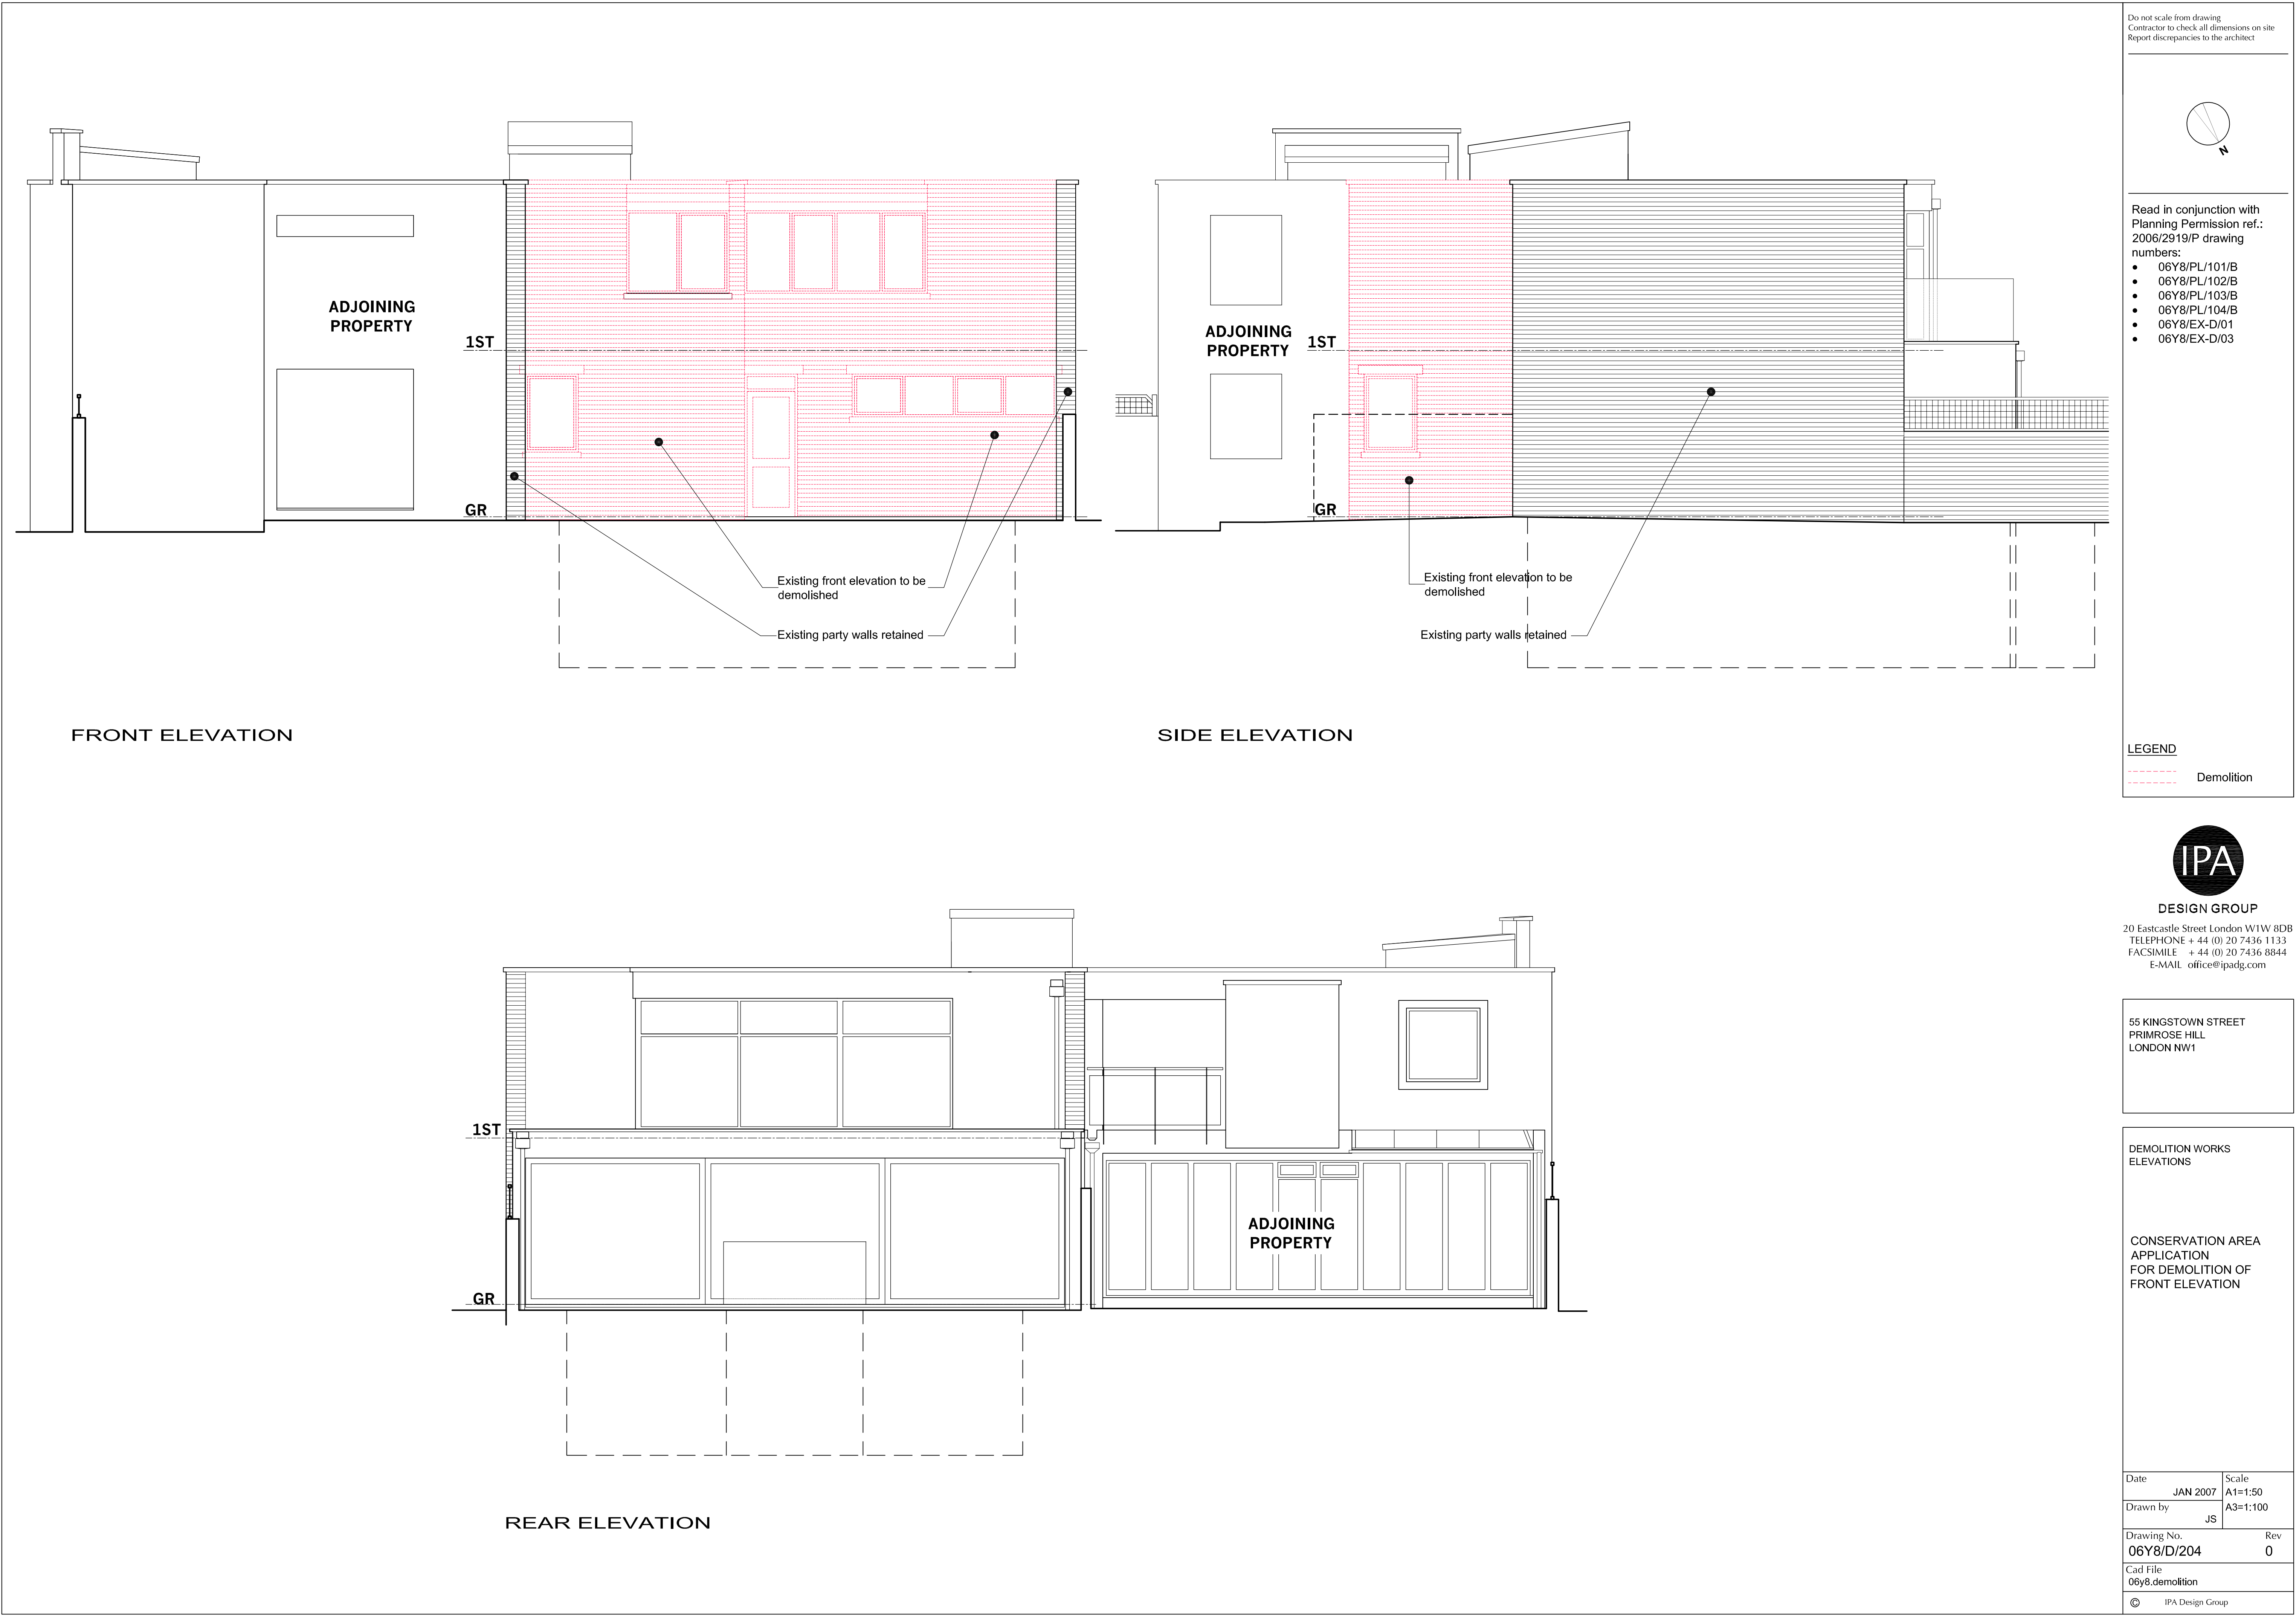 ADJOINING
PROPERTY
1ST
GR
Existing front elevation to be
demolished
Existing party walls retained
FRONT ELEVATION
ADJOINING
PROPERTY
1ST
GR
Existing front elevation to be
demolished
Existing party walls retained
SIDE ELEVATION
1ST
GR
ADJOINING
PROPERTY
REAR ELEVATION
Do not scale from drawing
Contractor to check all dimensions on site
Report discrepancies to the architect
N
Read in conjunction with
Planning Permission ref.:
2006/2919/P drawing
numbers:
• 06Y8/PL/101/B
• 06Y8/PL/102/B
• 06Y8/PL/103/B
• 06Y8/PL/104/B
• 06Y8/EX-D/01
• 06Y8/EX-D/03
LEGEND
Demolition
IPA
DESIGN GROUP
20 Eastcastle Street London W1W 8DB
TELEPHONE + 44 (0) 20 7436 1133
FACSIMILE + 44 (0) 20 7436 8844
E-MAIL office@ipadg.com
55 KINGSTOWN STREET
PRIMROSE HILL
LONDON NW1
DEMOLITION WORKS
ELEVATIONS
CONSERVATION AREA
APPLICATION
FOR DEMOLITION OF
FRONT ELEVATION
Date
JAN 2007
Scale
A1=1:50
A3=1:100
Drawn by
JS
Drawing No.
06Y8/D/204
Rev
0
Cad File
06y8.demolition
© IPA Design Group